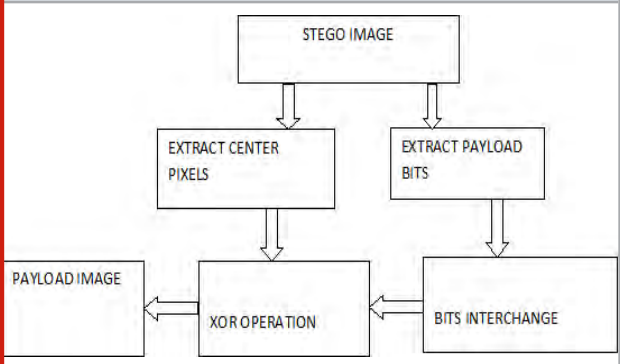 STEGO IMAGE
EXTRACT CENTER
PIXELS
EXTRACT PAYLOAD
BITS
PAYLOAD IMAGE
XOR OPERATION
BITS INTERCHANGE